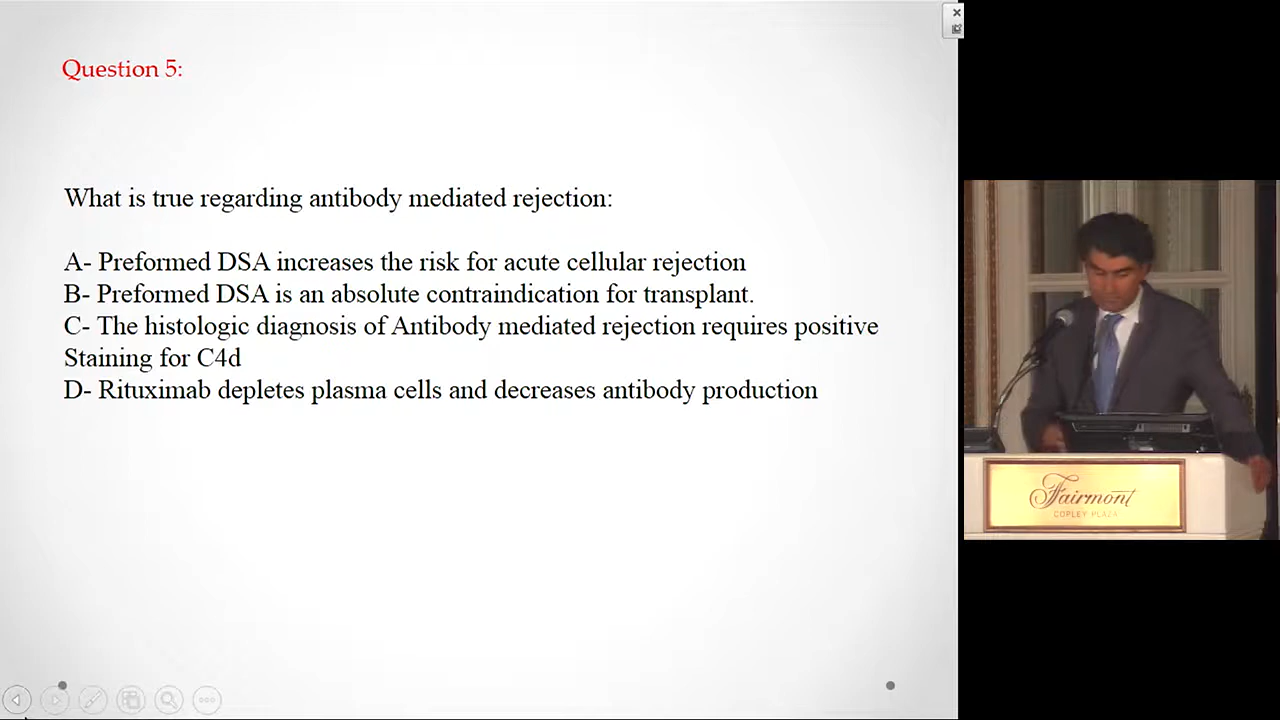 Question 5:
What is true regarding antibody mediated rejection:
A- Preformed DSA increases the risk for acute cellular rejection
B- Preformed DSA is an absolute contraindication for transplant.
C- The histologic diagnosis of Antibody mediated rejection requires positive
Staining for C4d
D- Rituximab depletes plasma cells and decreases antibody production
Fairmont
COPLEY PLAZA